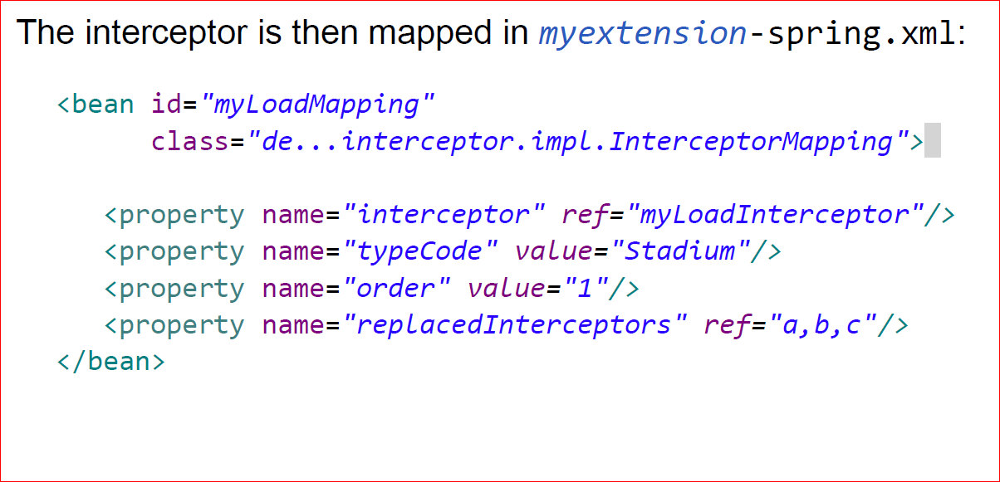 The interceptor is then mapped in myextension-spring.xml:
<bean id="myLoadMapping"
class="de...interceptor.impl.InterceptorMapping">
<property name="interceptor" ref="myLoadInterceptor"/>
<property name="typeCode" value="Stadium"/>
<property name="order" value="1"/>
<property name="replacedInterceptors" ref="a,b,c"/>
</bean>